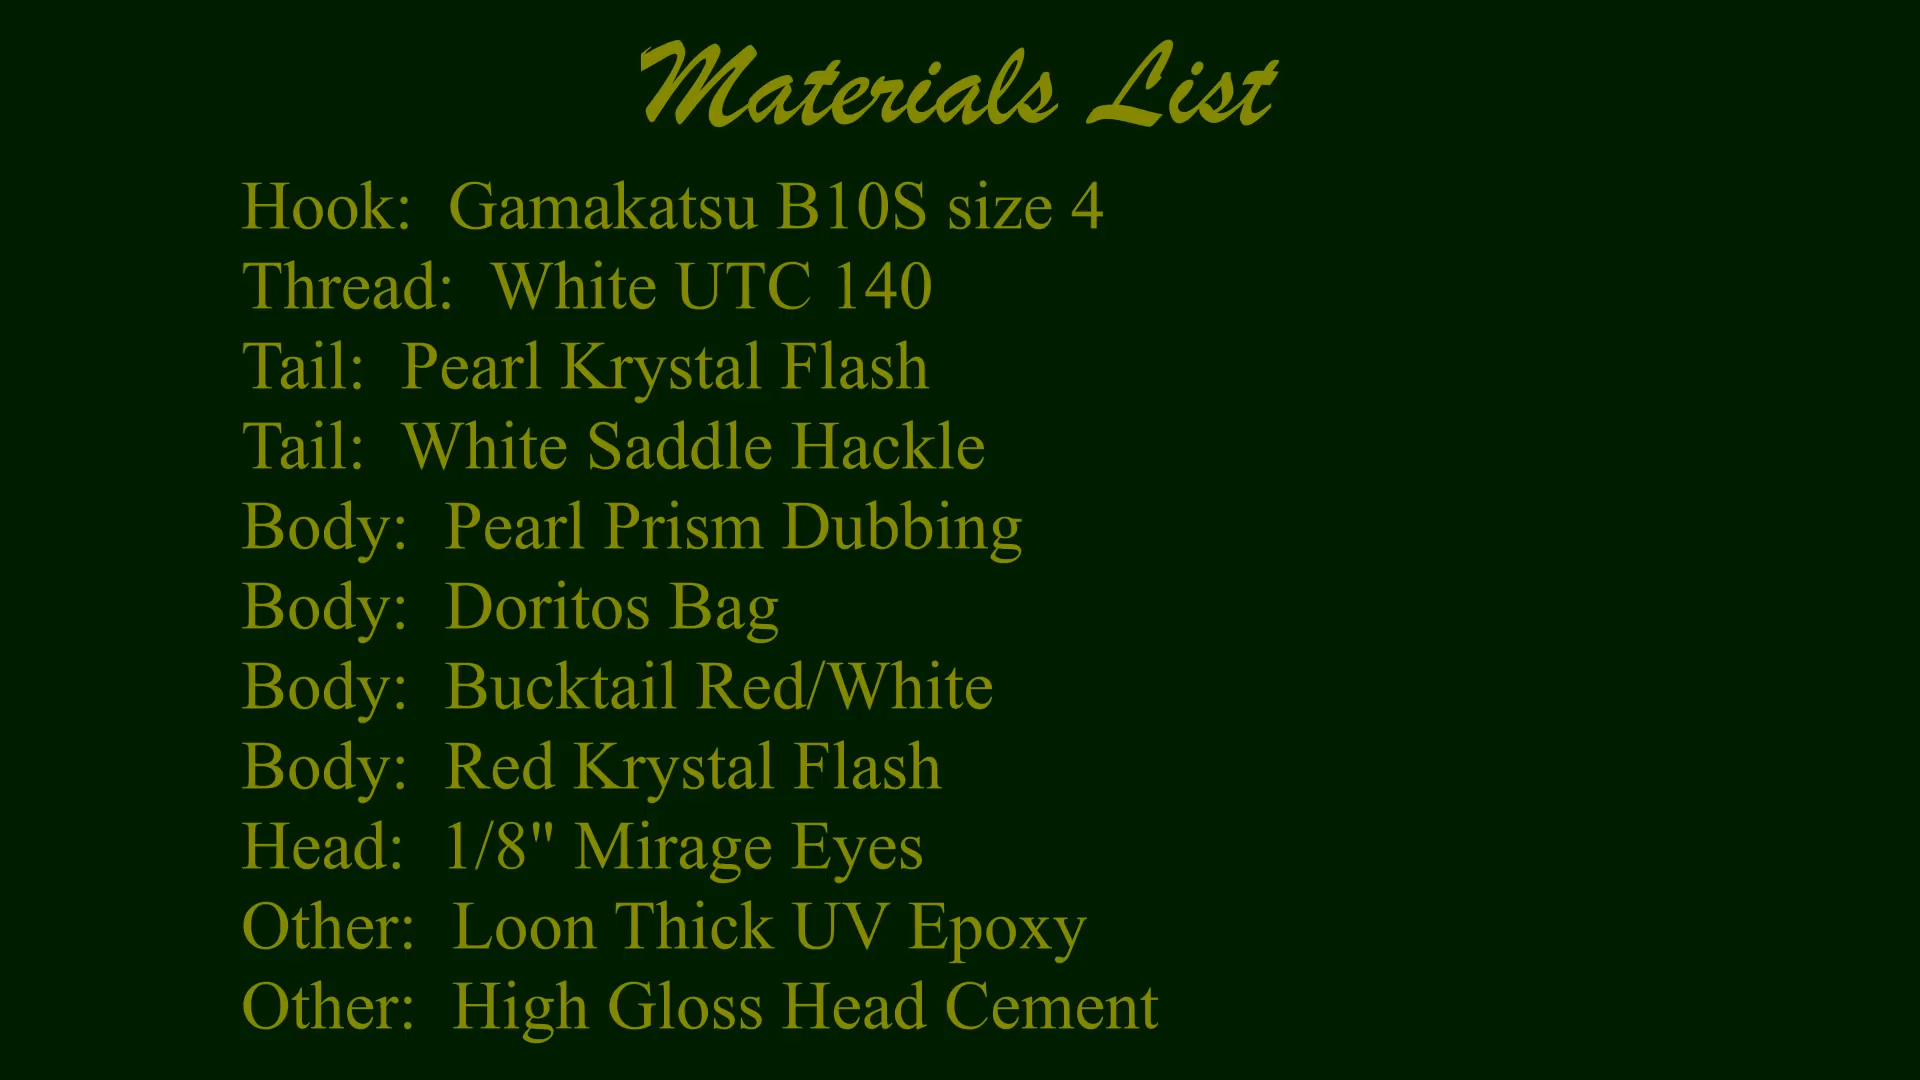 Materials List
Hook:  Gamakatsu B10S size 4
Thread:  White UTC 140
Tail:  Pearl Krystal Flash
Tail:  White Saddle Hackle
Body:  Pearl Prism Dubbing
Body:  Doritos Bag
Body:  Bucktail Red/White
Body:  Red Krystal Flash
Head:  1/8" Mirage Eyes
Other:  Loon Thick UV Epoxy
Other:  High Gloss Head Cement